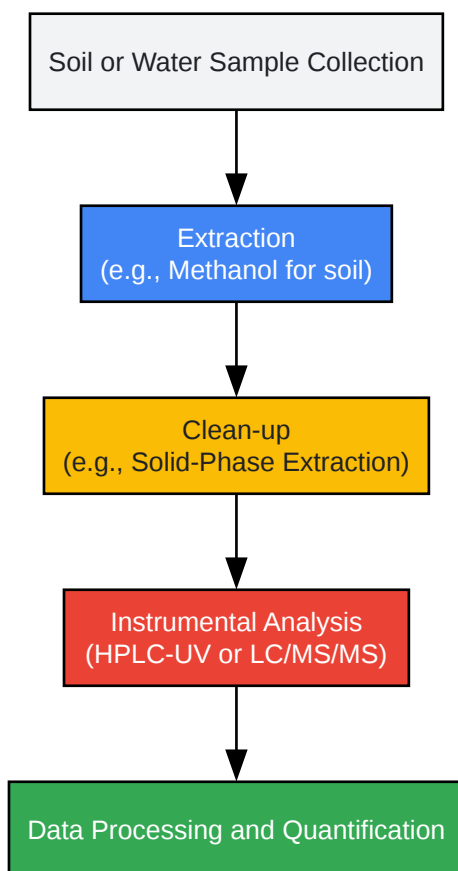 Soil or Water Sample Collection
Extraction
(e.g., Methanol for soil)
Clean-up
(e.g., Solid-Phase Extraction)
Instrumental Analysis
(HPLC-UV or LC/MS/MS)
Data Processing and Quantification